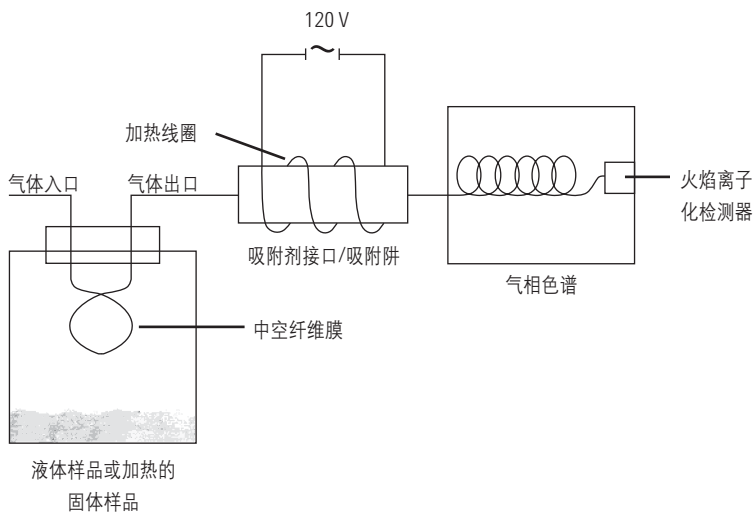 120 V
加热线圈
气体入口
气体出口
火焰离子
化检测器
吸附剂接口/吸附阱
气相色谱
中空纤维膜
液体样品或加热的
固体样品